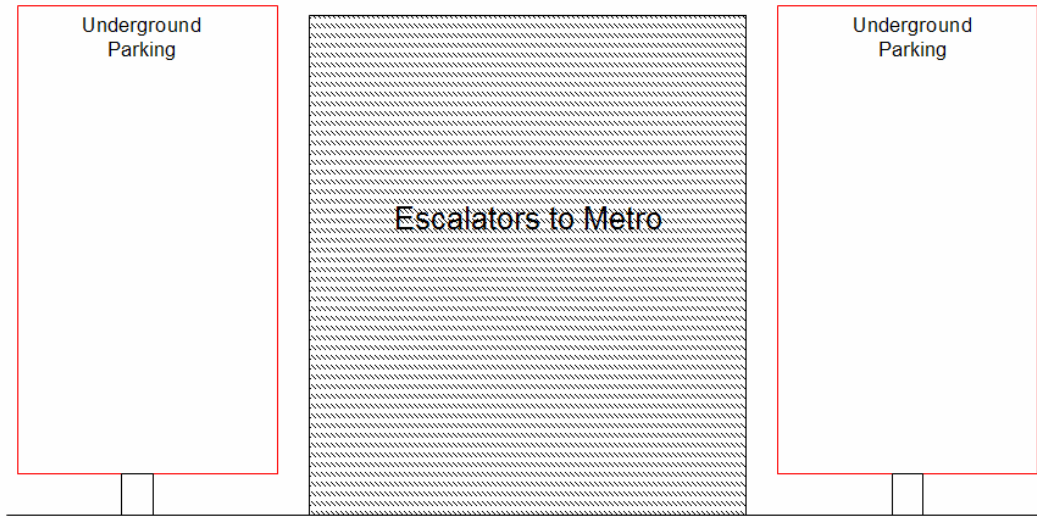 Underground
Parking
Escalators to Metro
Underground
Parking